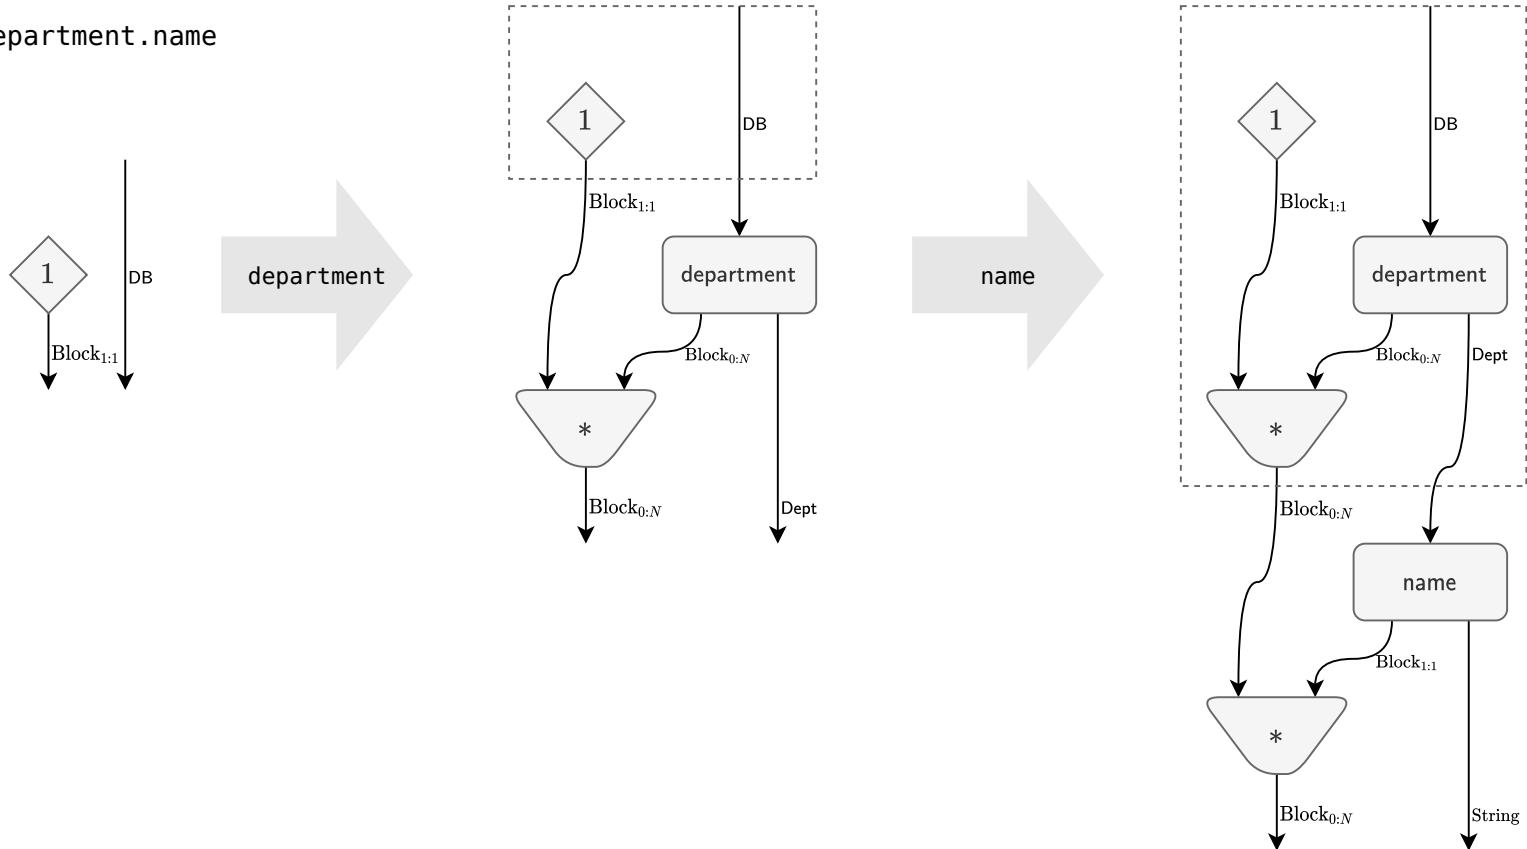 epartment.name
1
Block1:1
DB
department
1
DB
Block1:1
department
Block0:N
*
Block0:N
Dept
name
1
DB
Block1:1
department
Block0:N
Dept
*
Block0:N
name
Block1:1
*
Block0:N
String